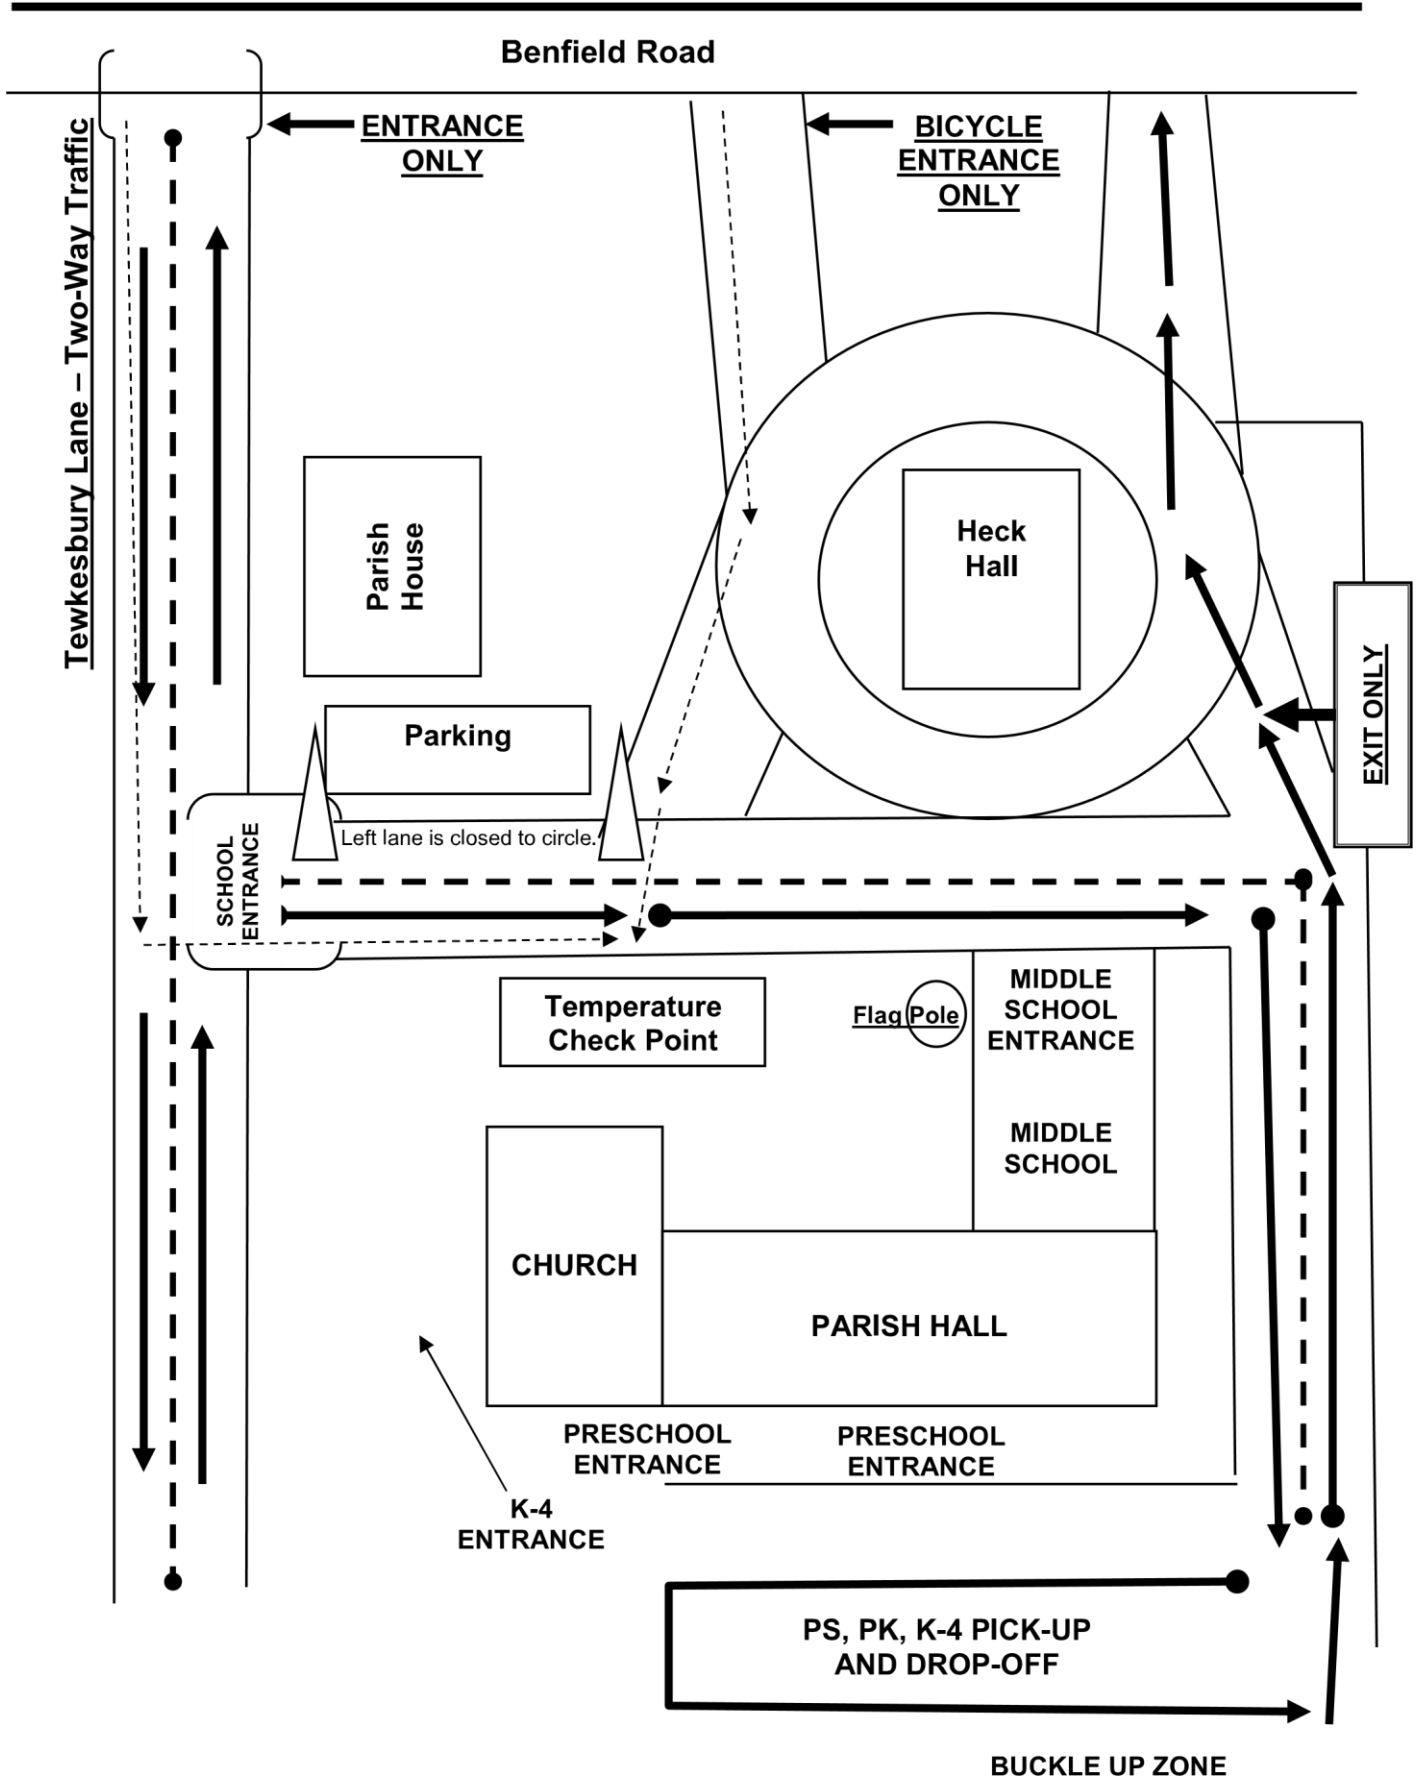 Benfield Road
ENTRANCE
ONLY
BICYCLE
ENTRANCE
ONLY
Tewkesbury Lane – Two-Way Traffic
Parish
House
Heck
Hall
EXIT ONLY
Parking
Left lane is closed to circle.
SCHOOL
ENTRANCE
Temperature
Check Point
Flag Pole
MIDDLE
SCHOOL
ENTRANCE
MIDDLE
SCHOOL
CHURCH
PARISH HALL
PRESCHOOL
ENTRANCE
PRESCHOOL
ENTRANCE
K-4
ENTRANCE
PS, PK, K-4 PICK-UP
AND DROP-OFF
BUCKLE UP ZONE